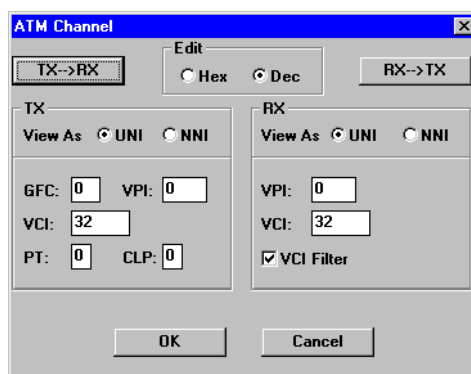 ATM Channel
Edit
TX-->RX
Hex Dec
RX-->TX
TX
View As UNI NNI
GFC: 0 VPI: 0
VCI: 32
PT: 0 CLP: 0
RX
View As UNI NNI
VPI: 0
VCI: 32
VCI Filter
OK Cancel